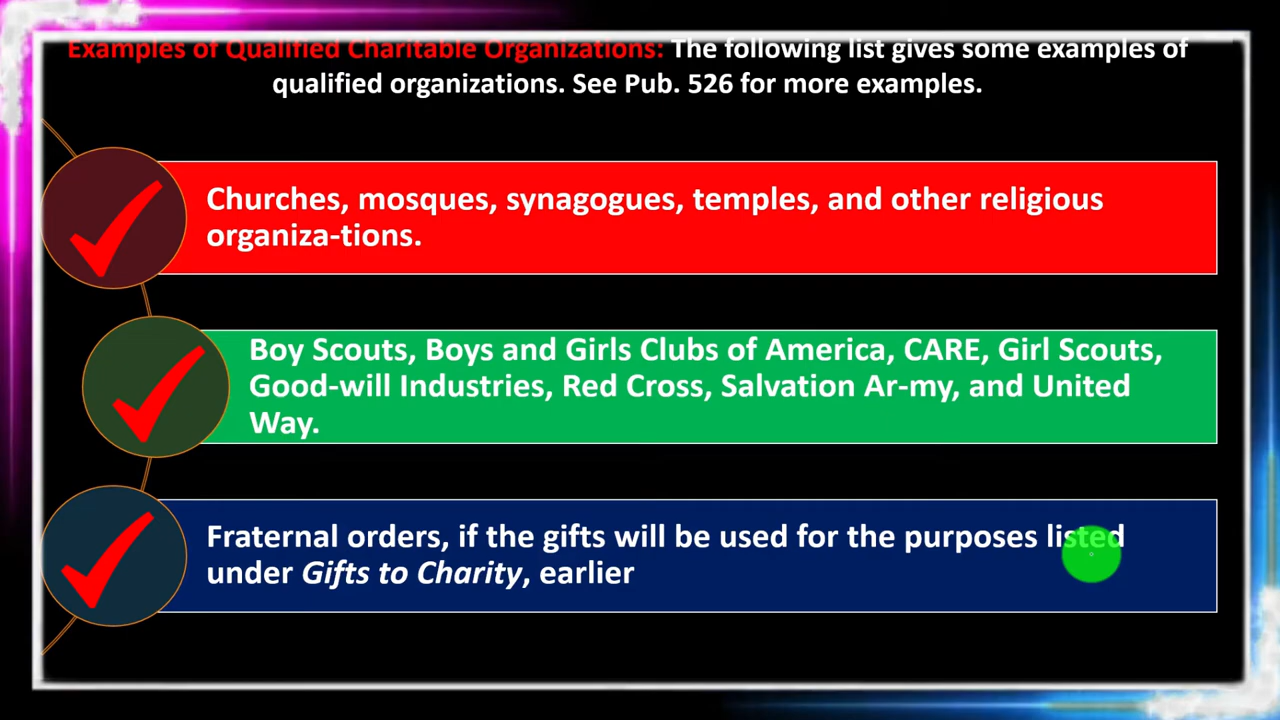 Examples of Qualified Charitable Organizations: The following list gives some examples of
qualified organizations. See Pub. 526 for more examples.
Churches, mosques, synagogues, temples, and other religious
organiza-tions.
Boy Scouts, Boys and Girls Clubs of America, CARE, Girl Scouts,
Good-will Industries, Red Cross, Salvation Ar-my, and United
Way.
Fraternal orders, if the gifts will be used for the purposes listed
under Gifts to Charity, earlier